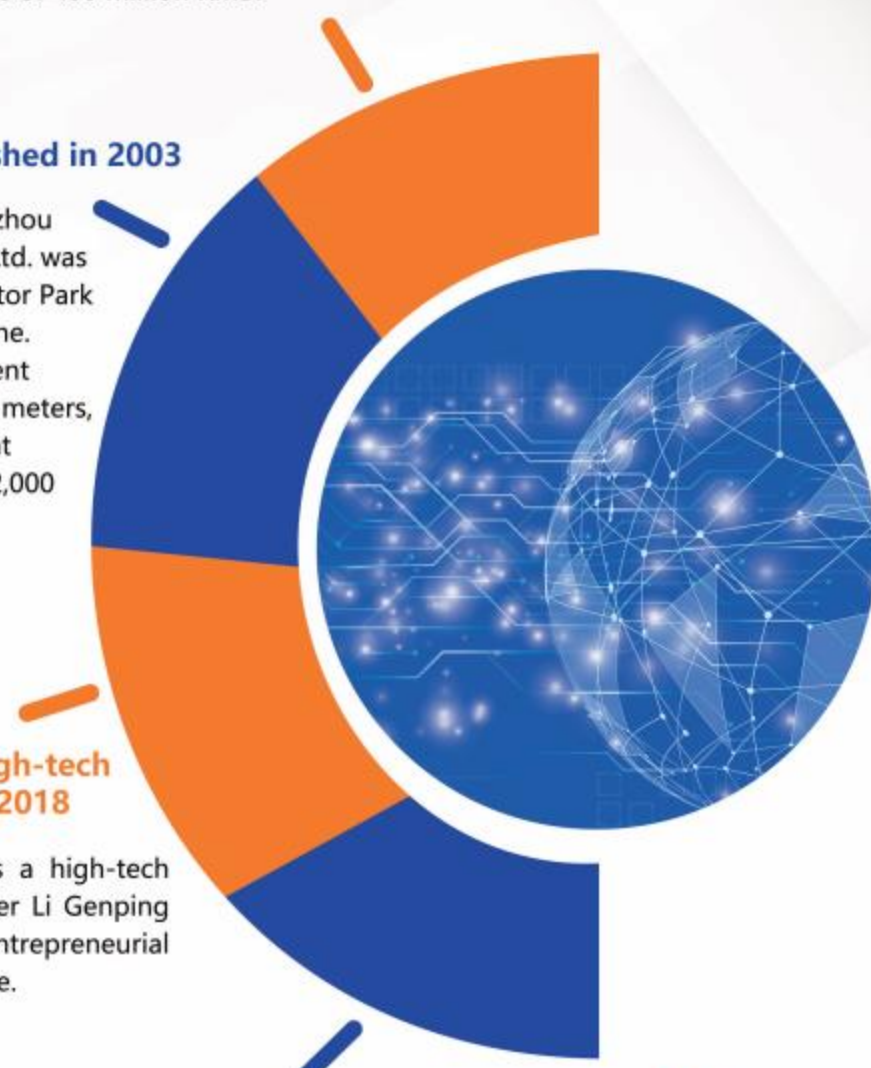 shed in 2003
zhou
td. was
tor Park
ne.
ent
meters,
t
2,000
gh-tech
2018
s a high-tech
er Li Genping
ntrepreneurial
e.